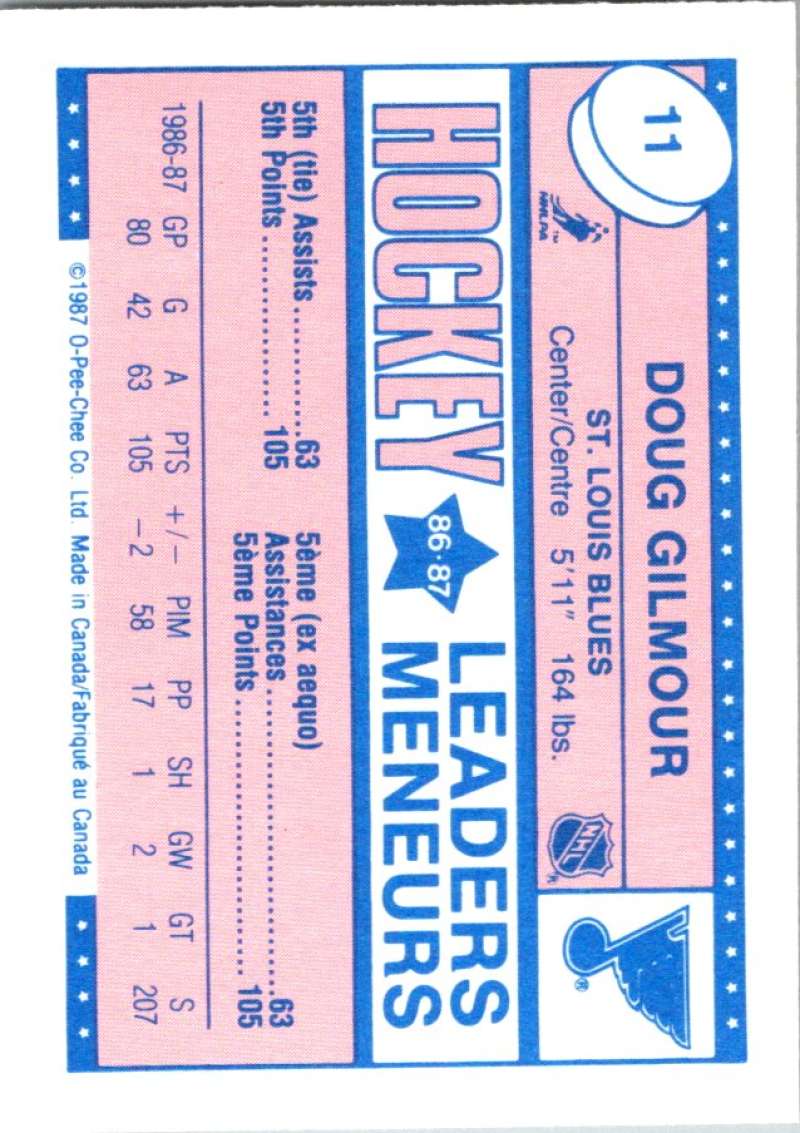 11
DOUG GILMOUR
NHLPA
TM
ST. LOUIS BLUES
Center/Centre 5'11" 164 lbs.
NHL
®
HOCKEY
86·87
LEADERS
MENEURS
5th (tie) Assists............63
5th Points.................. 105
5ème (ex aequo)
Assistances..............................63
5ème Points............................. 105
1986-87 GP G A PTS +/− PIM PP SH GW GT S
80 42 63 105 −2 58 17 1 2 1 207
©1987 O-Pee-Chee Co. Ltd. Made in Canada/Fabriqué au Canada